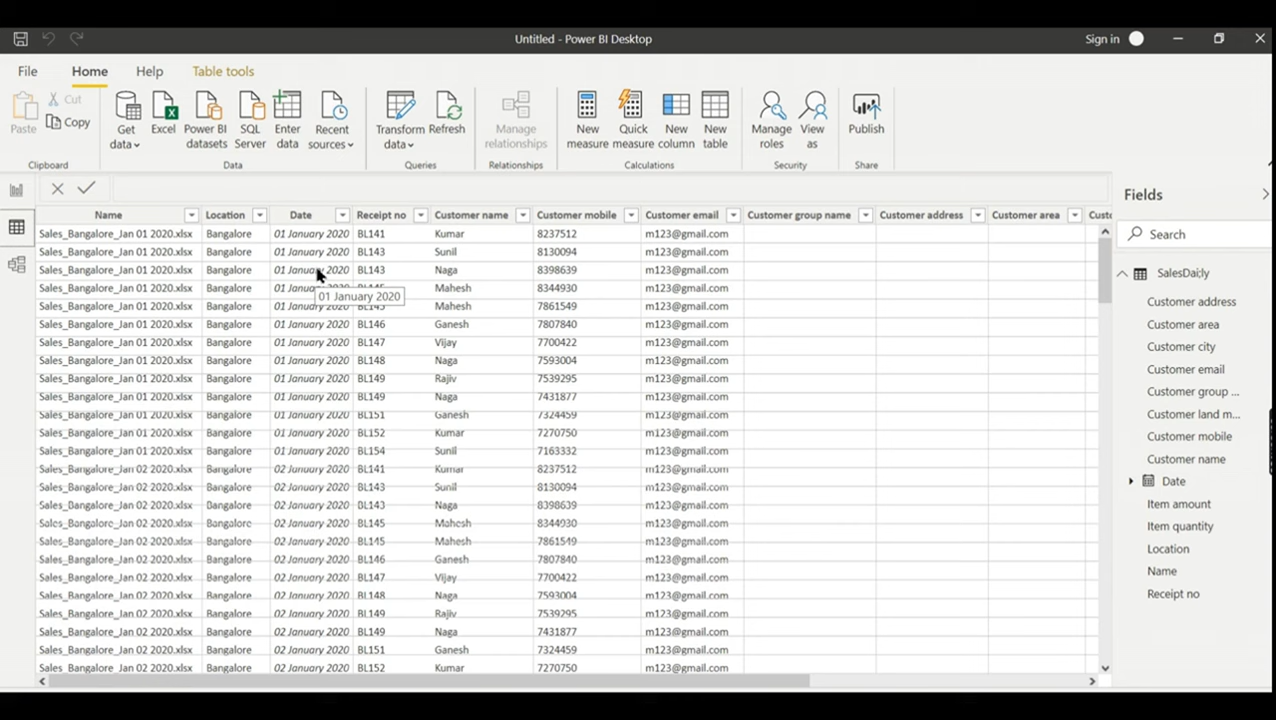 Untitled - Power BI Desktop Sign in
File Home Help Table tools
Paste Cut Copy Get data Excel Power BI datasets SQL Server Enter data Recent sources Transform data Refresh Manage relationships New measure Quick measure New column New table Manage roles View as Publish
Clipboard Data Queries Relationships Calculations Security Share
Fields
Name Location Date Receipt no Customer name Customer mobile Customer email Customer group name Customer address Customer area Custo
Sales_Bangalore_Jan 01 2020.xlsx Bangalore 01 January 2020 BL141 Kumar 8237512 m123@gmail.com
Sales_Bangalore_Jan 01 2020.xlsx Bangalore 01 January 2020 BL143 Sunil 8130094 m123@gmail.com
Sales_Bangalore_Jan 01 2020.xlsx Bangalore 01 January 2020 BL143 Naga 8398639 m123@gmail.com
Sales_Bangalore_Jan 01 2020.xlsx Bangalore 01 Janua BL145 Mahesh 8344930 m123@gmail.com
01 January 2020
Sales_Bangalore_Jan 01 2020.xlsx Bangalore 01 January 2020 BL145 Mahesh 7861549 m123@gmail.com
Sales_Bangalore_Jan 01 2020.xlsx Bangalore 01 January 2020 BL146 Ganesh 7807840 m123@gmail.com
Sales_Bangalore_Jan 01 2020.xlsx Bangalore 01 January 2020 BL147 Vijay 7700422 m123@gmail.com
Sales_Bangalore_Jan 01 2020.xlsx Bangalore 01 January 2020 BL148 Naga 7593004 m123@gmail.com
Sales_Bangalore_Jan 01 2020.xlsx Bangalore 01 January 2020 BL149 Rajiv 7539295 m123@gmail.com
Sales_Bangalore_Jan 01 2020.xlsx Bangalore 01 January 2020 BL149 Naga 7431877 m123@gmail.com
Sales_Bangalore_Jan 01 2020.xlsx Bangalore 01 January 2020 BL151 Ganesh 7324459 m123@gmail.com
Sales_Bangalore_Jan 01 2020.xlsx Bangalore 01 January 2020 BL152 Kumar 7270750 m123@gmail.com
Sales_Bangalore_Jan 01 2020.xlsx Bangalore 01 January 2020 BL154 Sunil 7163332 m123@gmail.com
Sales_Bangalore_Jan 02 2020.xlsx Bangalore 02 January 2020 BL141 Kumar 8237512 m123@gmail.com
Sales_Bangalore_Jan 02 2020.xlsx Bangalore 02 January 2020 BL143 Sunil 8130094 m123@gmail.com
Sales_Bangalore_Jan 02 2020.xlsx Bangalore 02 January 2020 BL143 Naga 8398639 m123@gmail.com
Sales_Bangalore_Jan 02 2020.xlsx Bangalore 02 January 2020 BL145 Mahesh 8344930 m123@gmail.com
Sales_Bangalore_Jan 02 2020.xlsx Bangalore 02 January 2020 BL145 Mahesh 7861549 m123@gmail.com
Sales_Bangalore_Jan 02 2020.xlsx Bangalore 02 January 2020 BL146 Ganesh 7807840 m123@gmail.com
Sales_Bangalore_Jan 02 2020.xlsx Bangalore 02 January 2020 BL147 Vijay 7700422 m123@gmail.com
Sales_Bangalore_Jan 02 2020.xlsx Bangalore 02 January 2020 BL148 Naga 7593004 m123@gmail.com
Sales_Bangalore_Jan 02 2020.xlsx Bangalore 02 January 2020 BL149 Rajiv 7539295 m123@gmail.com
Sales_Bangalore_Jan 02 2020.xlsx Bangalore 02 January 2020 BL149 Naga 7431877 m123@gmail.com
Sales_Bangalore_Jan 02 2020.xlsx Bangalore 02 January 2020 BL151 Ganesh 7324459 m123@gmail.com
Sales_Bangalore_Jan 02 2020.xlsx Bangalore 02 January 2020 BL152 Kumar 7270750 m123@gmail.com
Search
SalesDaily
Customer address
Customer area
Customer city
Customer email
Customer group ...
Customer land m...
Customer mobile
Customer name
Date
Item amount
Item quantity
Location
Name
Receipt no